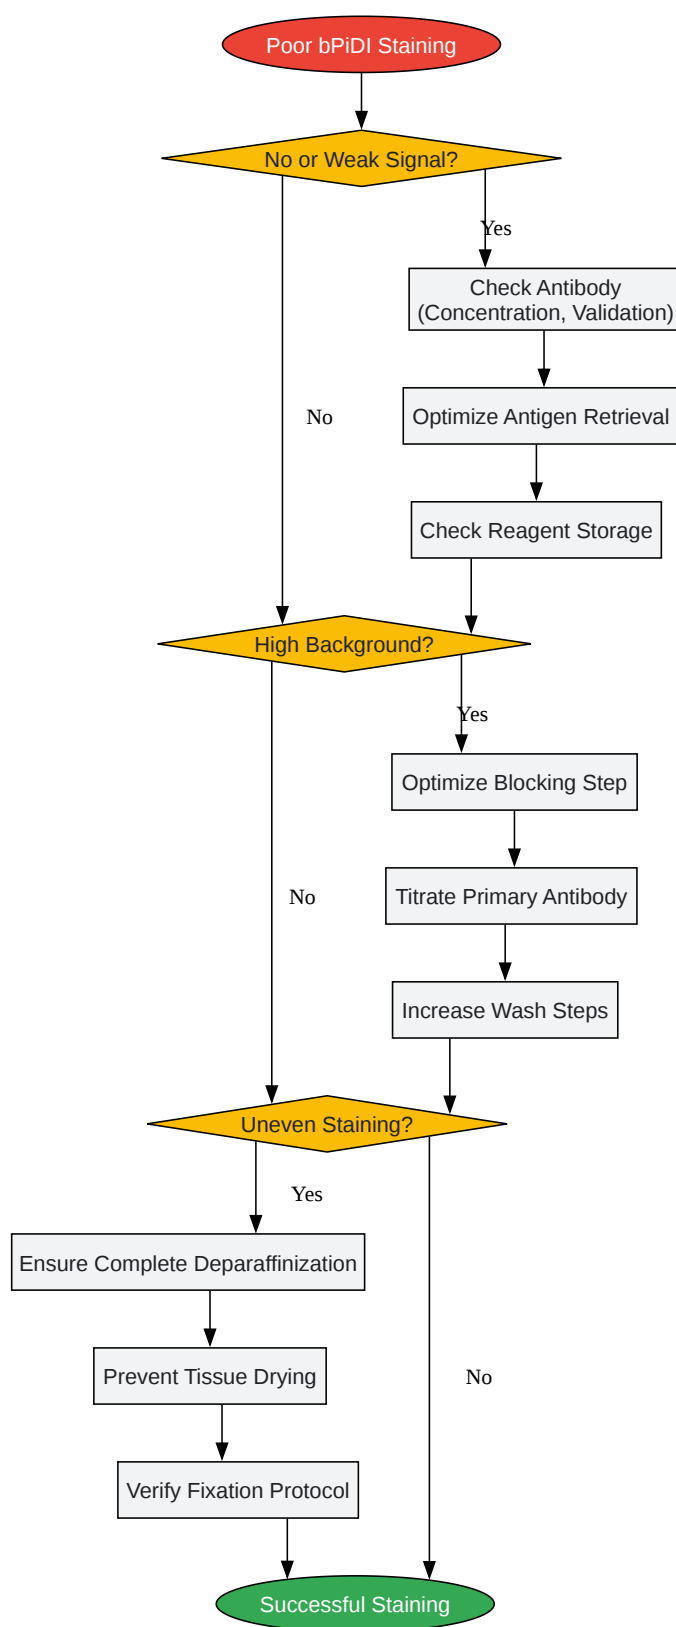 Poor bPiDI Staining
No or Weak Signal?
Yes
Check Antibody
(Concentration, Validation)
No
Optimize Antigen Retrieval
Check Reagent Storage
High Background?
Yes
Optimize Blocking Step
No
Titrate Primary Antibody
Increase Wash Steps
Uneven Staining?
Yes
Ensure Complete Deparaffinization
Prevent Tissue Drying
No
Verify Fixation Protocol
Successful Staining